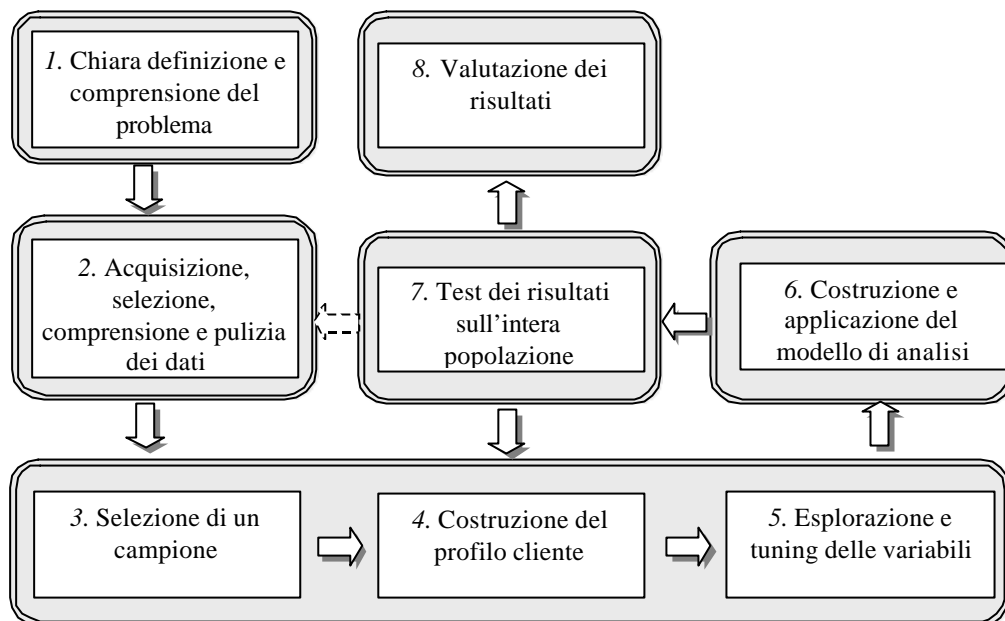 1. Chiara definizione e
comprensione del
problema
8. Valutazione dei
risultati
2. Acquisizione,
selezione,
comprensione e pulizia
dei dati
7. Test dei risultati
sull’intera
popolazione
6. Costruzione e
applicazione del
modello di analisi
3. Selezione di un
campione
4. Costruzione del
profilo cliente
5. Esplorazione e
tuning delle variabili